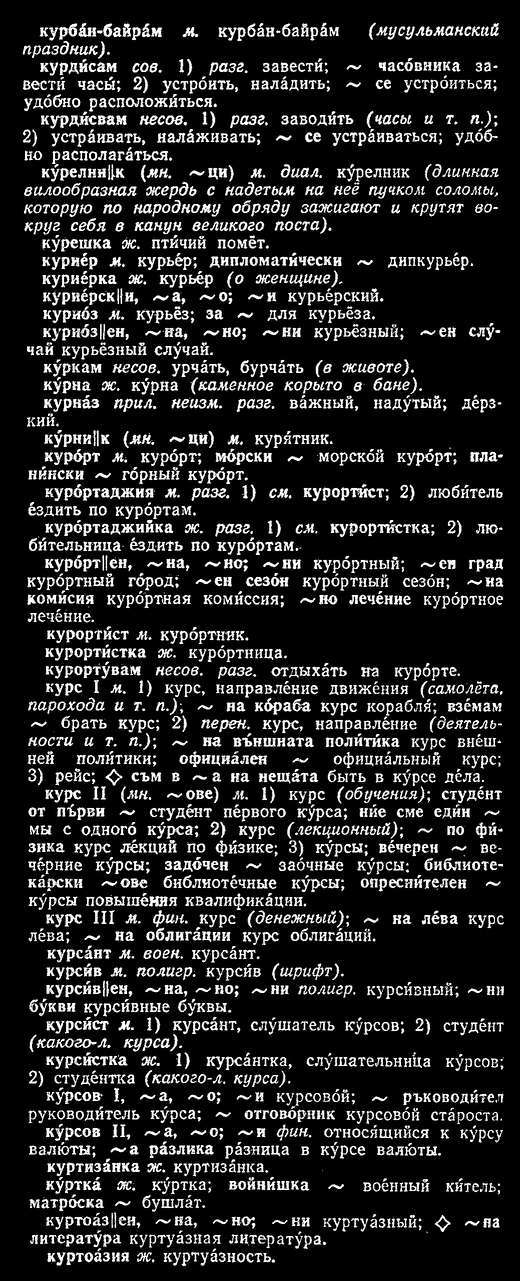 курба́н-байра́м м. курба́н-байра́м (мусульманский
праздник).
курди́сам сов. 1) разг. завести́; ~ часо́вника за-
вести́ часы́; 2) устро́ить, нала́дить; ~ се устро́иться;
удо́бно расположи́ться.
курди́свам несов. 1) разг. заводи́ть (часы и т. п.);
2) устра́ивать, нала́живать; ~ се устра́иваться; удо́б-
но располага́ться.
ку́релни||к (мн. ~ци) м. диал. ку́релник (длинная
вилообразная жердь с надетым на неё пучком соломы,
которую по народному обряду зажигают и крутят во-
круг себя в канун великого поста).
ку́решка ж. пти́чий помёт.
курие́р м. курье́р; дипломати́чески ~ дипкурье́р.
курие́рка ж. курье́р (о женщине).
курие́рск||и, ~а, ~о; ~и курье́рский.
курио́з м. курьёз; за ~ для курьёза.
курио́з||ен, ~на, ~но; ~ни курьёзный; ~ен слу́-
чай курьёзный слу́чай.
ку́ркам несов. урча́ть, бурча́ть (в животе).
ку́рна ж. ку́рна (каменное корыто в бане).
курна́з прил. неизм. разг. ва́жный, наду́тый; де́рз-
кий.
ку́рни||к (мн. ~ци) м. куря́тник.
куро́рт м. куро́рт; мо́рски ~ морско́й куро́рт; пла-
ни́нски ~ го́рный куро́рт.
куро́ртаджия м. разг. 1) см. курорти́ст; 2) люби́тель
е́здить по куро́ртам.
куро́ртаджийка ж. разг. 1) см. курорти́стка; 2) лю-
би́тельница е́здить по куро́ртам.
куро́рт||ен, ~на, ~но; ~ни куро́ртный; ~ен град
куро́ртный го́род; ~ен сезо́н куро́ртный сезо́н; ~на
коми́сия куро́ртная коми́ссия; ~но лече́ние куро́ртное
лече́ние.
курорти́ст м. куро́ртник.
курорти́стка ж. куро́ртница.
курорту́вам несов. разг. отдыха́ть на куро́рте.
курс I м. 1) курс, направле́ние движе́ния (самолёта,
парохода и т. п.); ~ на ко́раба курс корабля́; взе́мам
~ брать курс; 2) перен. курс, направле́ние (деятель-
ности и т. п.); ~ на въ́ншната поли́тика курс вне́ш-
ней поли́тики; официа́лен ~ официа́льный курс;
3) рейс; ◇ съм в ~а на неща́та быть в ку́рсе де́ла.
курс II (мн. ~ове) м. 1) курс (обучения); студе́нт
от пъ́рви ~ студе́нт пе́рвого ку́рса; ни́е сме еди́н ~
мы с одного́ ку́рса; 2) курс (лекционный); ~ по фи́-
зика курс ле́кций по фи́зике; 3) ку́рсы; ве́черен ~ ве-
че́рние ку́рсы; задо́чен ~ зао́чные ку́рсы; библиоте-
ка́рски ~ове библиоте́чные ку́рсы; опресни́телен ~
ку́рсы повыше́ния квалифика́ции.
курс III м. фин. курс (денежный); ~ на ле́ва курс
ле́ва; ~ на облига́ции курс облига́ций.
курса́нт м. воен. курса́нт.
курси́в м. полигр. курси́в (шрифт).
курси́в||ен, ~на, ~но; ~ни полигр. курси́вный; ~ни
бу́кви курси́вные бу́квы.
курси́ст м. 1) курса́нт, слу́шатель ку́рсов; 2) студе́нт
(какого-л. курса).
курси́стка ж. 1) курса́нтка, слу́шательница ку́рсов;
2) студе́нтка (какого-л. курса).
ку́рсов I, ~а, ~о; ~и курсово́й; ~ ръководи́тел
руководи́тель ку́рса; ~ отгово́рник курсово́й ста́роста.
ку́рсов II, ~а, ~о; ~и фин. относя́щийся к ку́рсу
валю́ты; ~а ра́злика ра́зница в ку́рсе валю́ты.
куртиза́нка ж. куртиза́нка.
ку́ртка́ ж. ку́ртка; войни́шка ~ вое́нный ки́тель;
матро́ска ~ бушла́т.
куртоа́з||ен, ~на, ~но; ~ни куртуа́зный; ◇ ~на
литерату́ра куртуа́зная литерату́ра.
куртоа́зия ж. куртуа́зность.